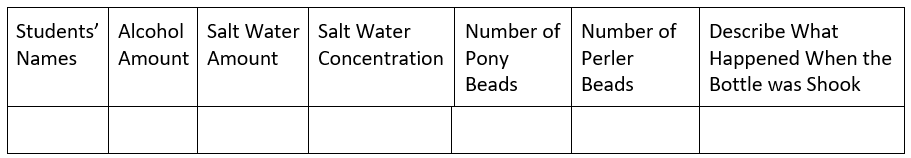 Students’
Names
Alcohol
Amount
Salt Water
Amount
Salt Water
Concentration
Number of
Pony
Beads
Number of
Perler
Beads
Describe What
Happened When the
Bottle was Shook